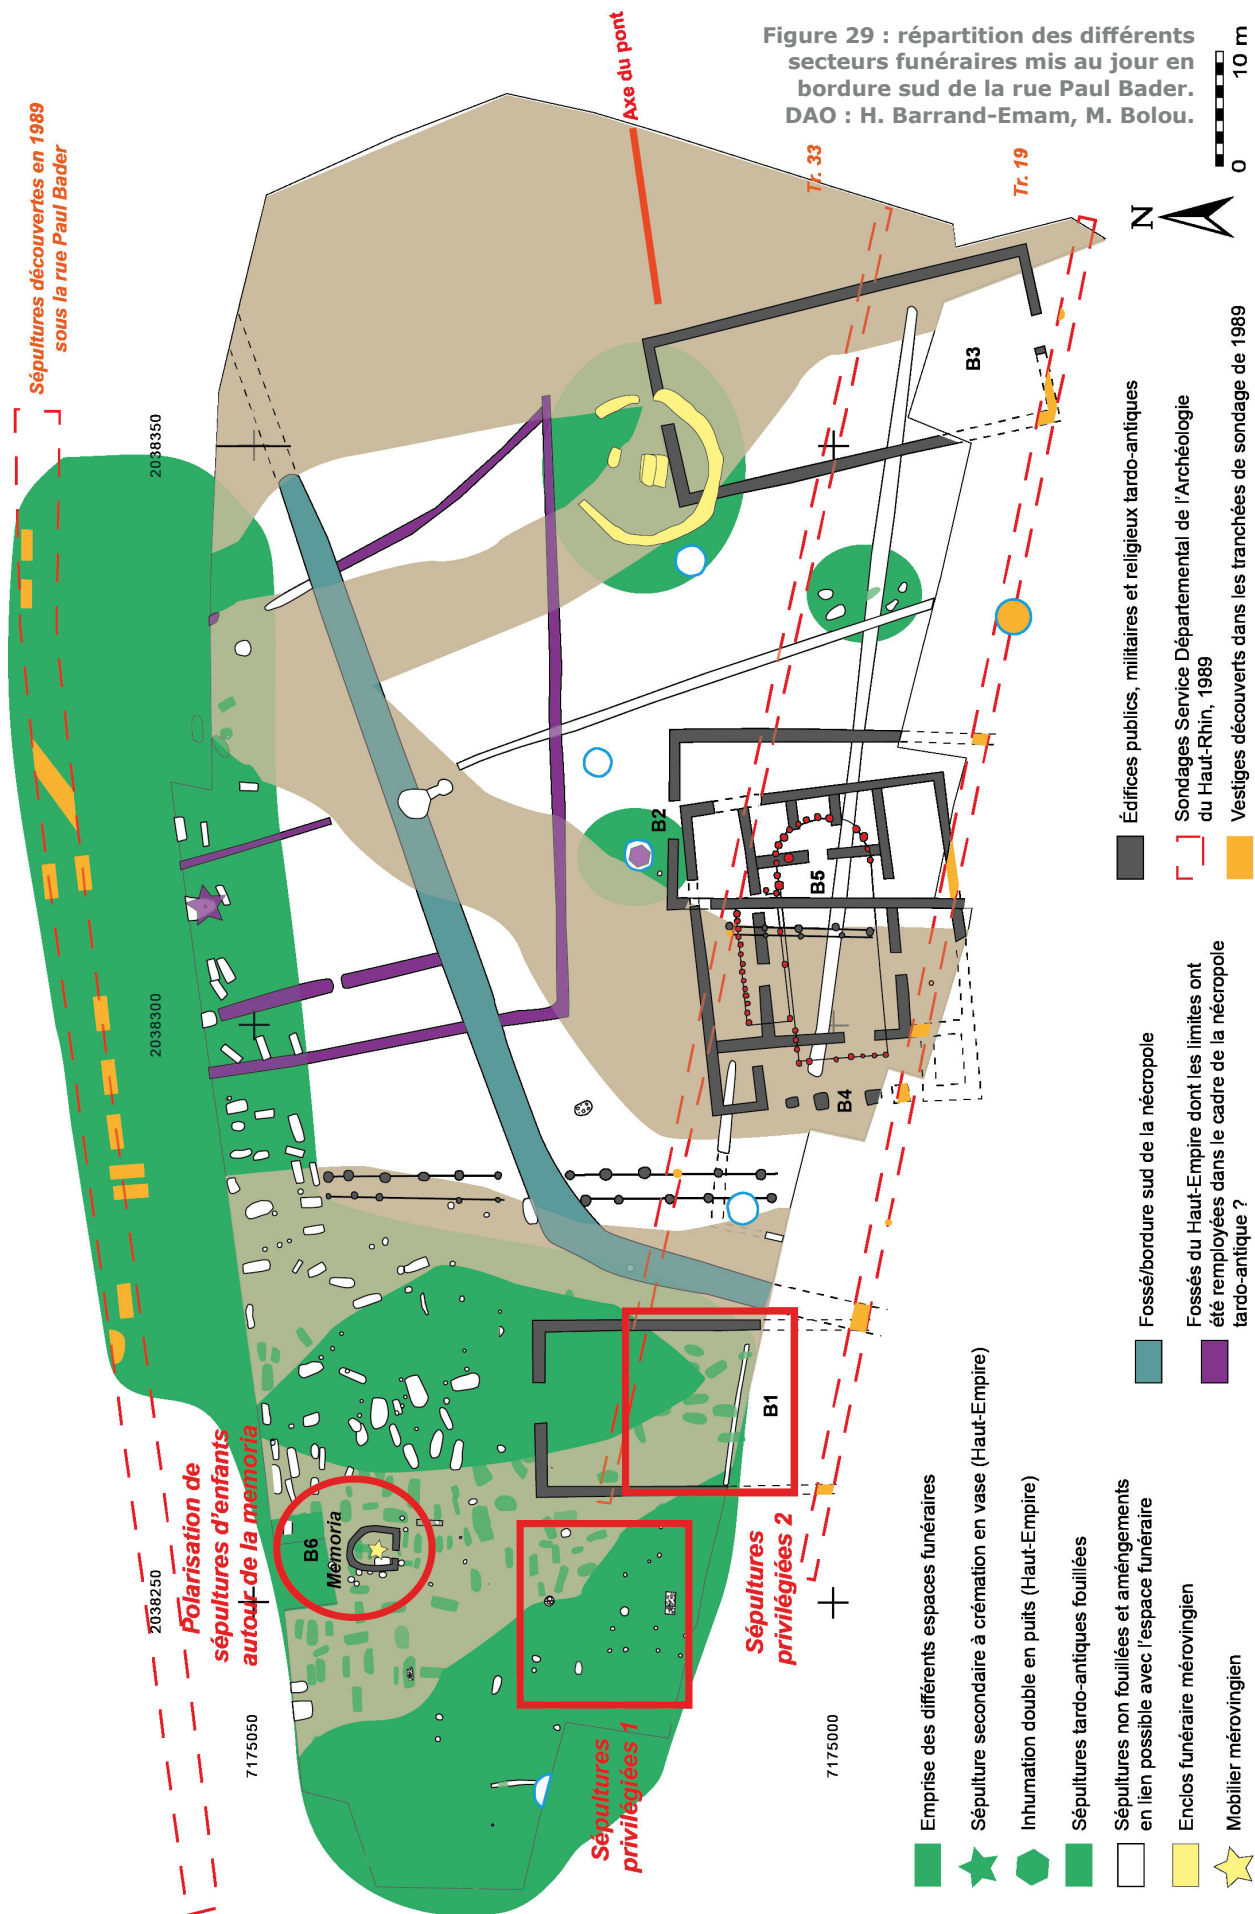 Figure 29 : répartition des différents
secteurs funéraires mis au jour en
bordure sud de la rue Paul Bader.
DAO : H. Barrand-Emam, M. Bolou.
0
10 m
N
Sépultures découvertes en 1989
sous la rue Paul Bader
Axe du pont
Tr. 33
Tr. 19
2038350
2038300
2038250
7175050
7175000
B3
B2
B5
B4
B1
B6
Memoria
Polarisation de
sépultures d'enfants
autour de la memoria
Sépultures
privilégiées 1
Sépultures
privilégiées 2
Emprise des différents espaces funéraires
Sépulture secondaire à crémation en vase (Haut-Empire)
Inhumation double en puits (Haut-Empire)
Sépultures tardo-antiques fouillées
Sépultures non fouillées et améngements
en lien possible avec l'espace funéraire
Enclos funéraire mérovingien
Mobilier mérovingien
Fossé/bordure sud de la nécropole
Fossés du Haut-Empire dont les limites ont
été remployées dans le cadre de la nécropole
tardo-antique ?
Édifices publics, militaires et religieux tardo-antiques
Sondages Service Départemental de l'Archéologie
du Haut-Rhin, 1989
Vestiges découverts dans les tranchées de sondage de 1989